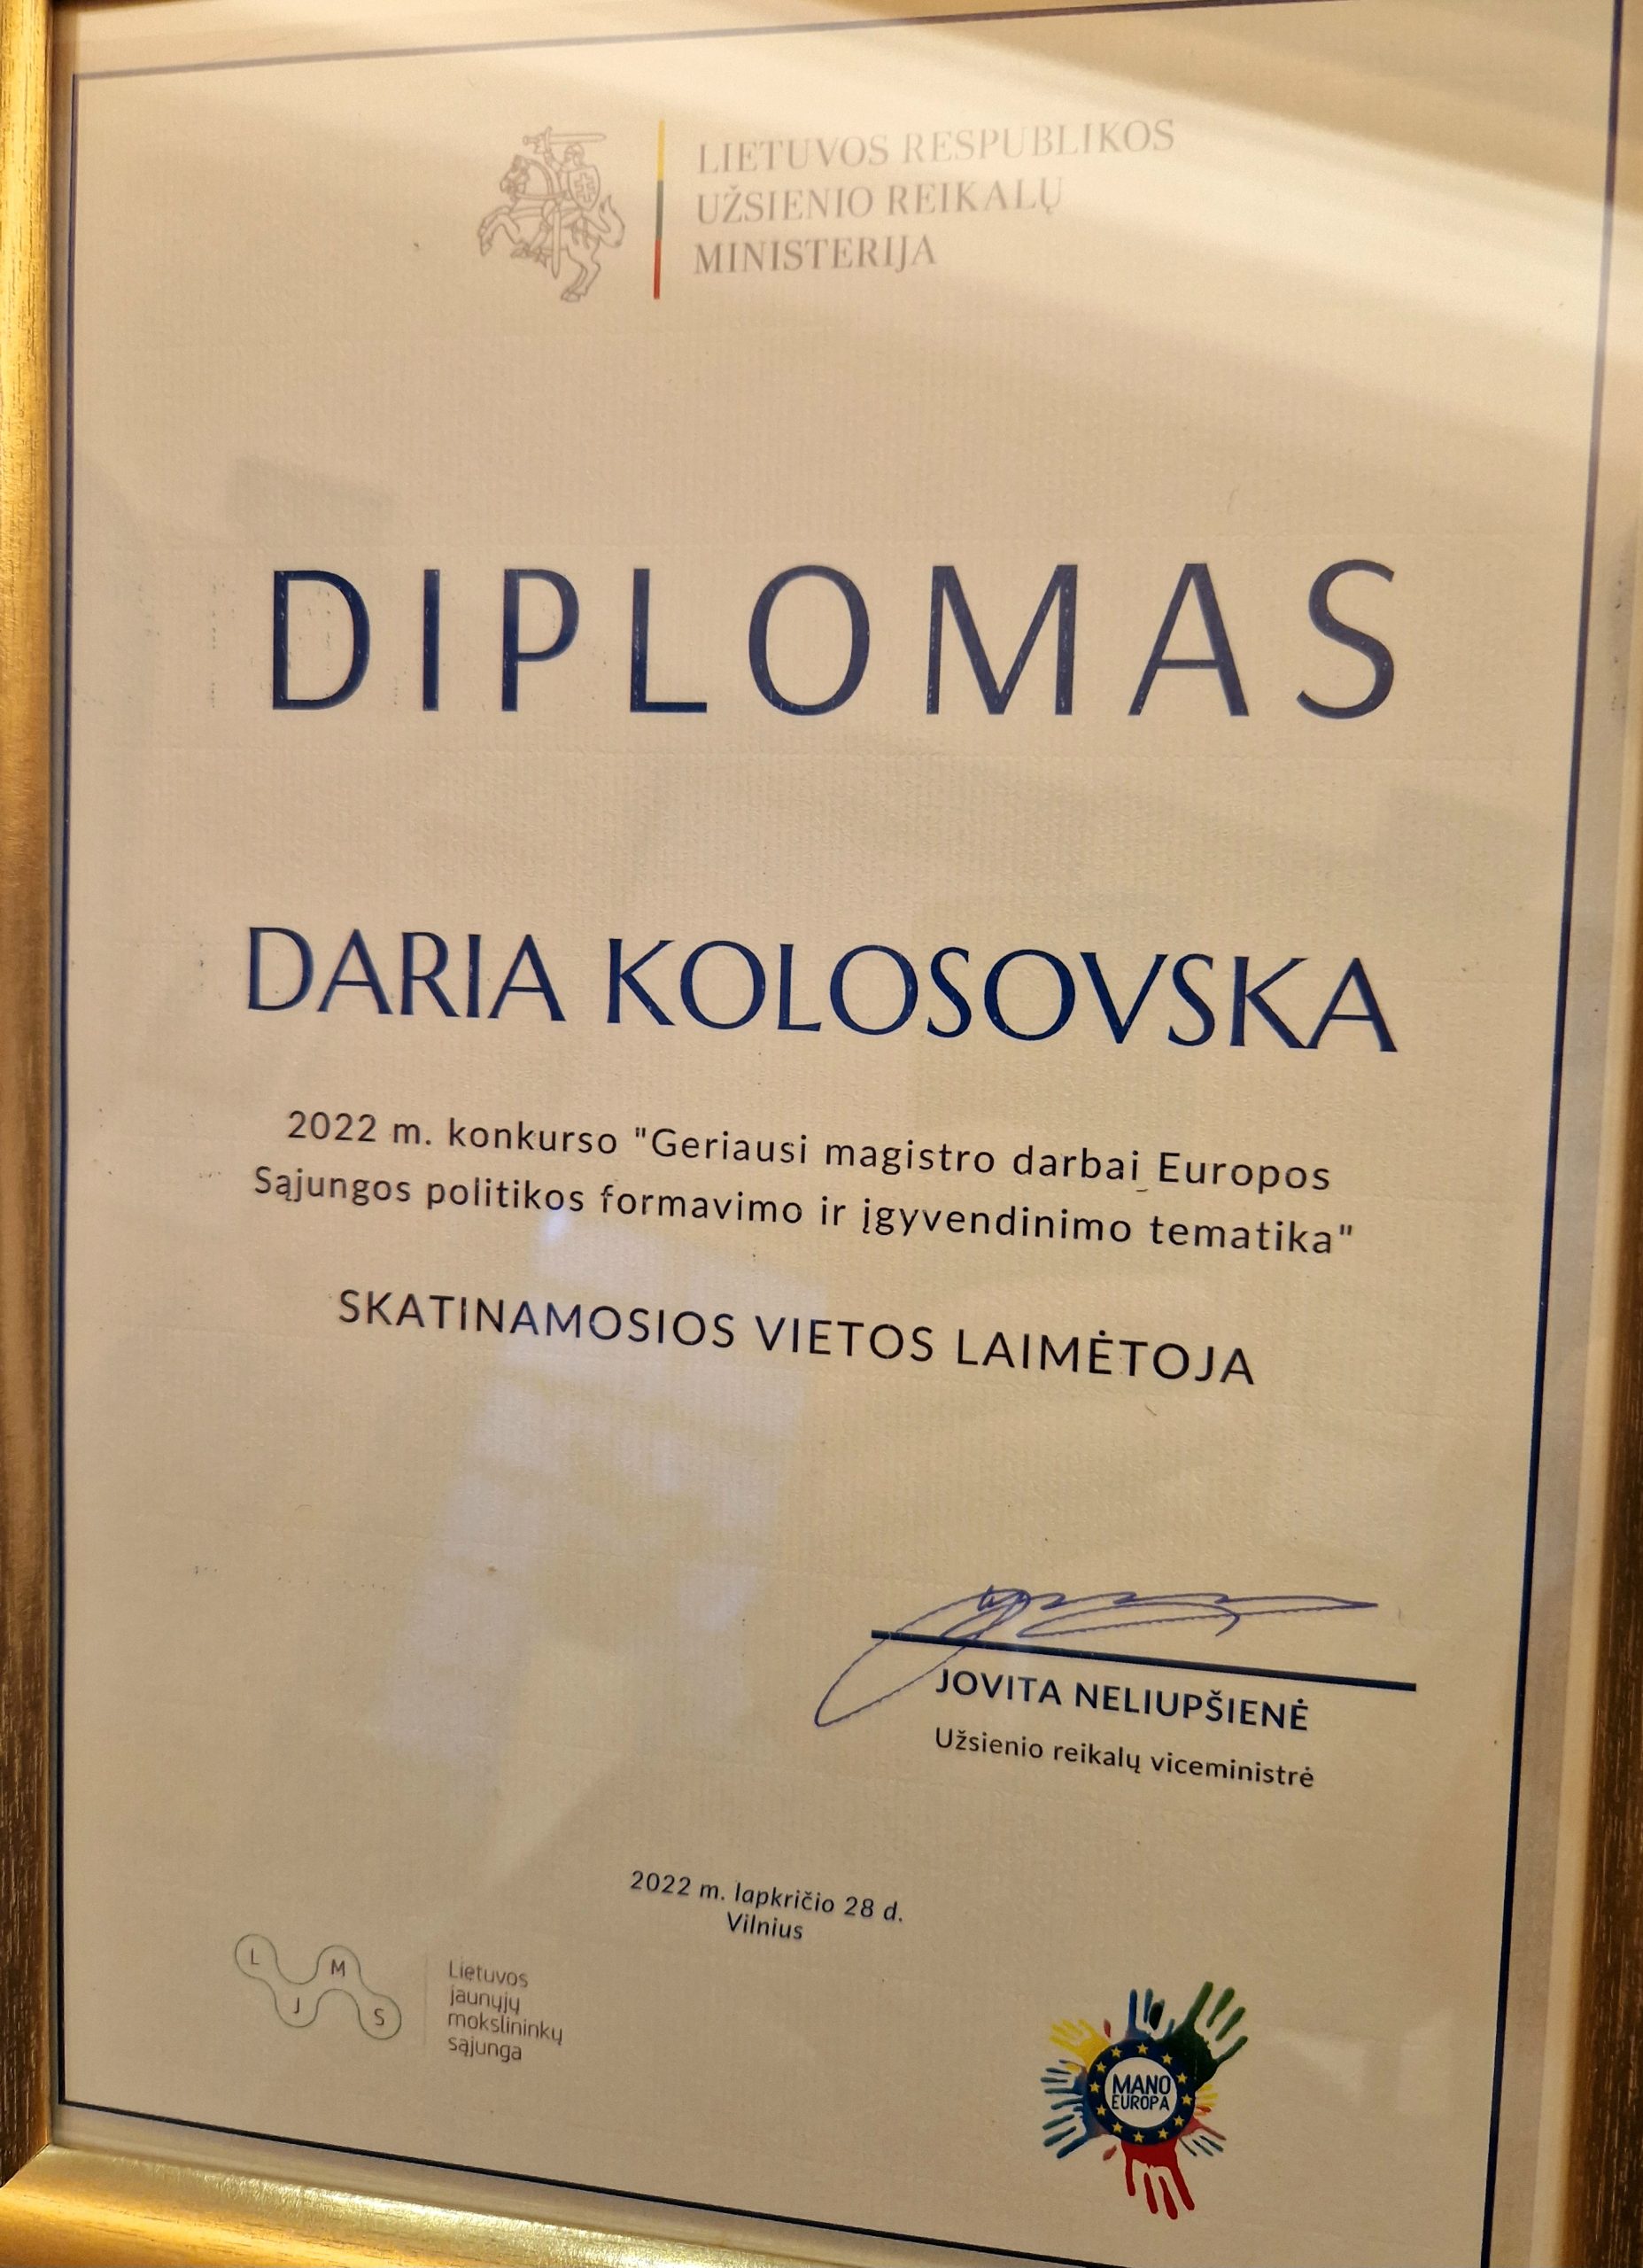 LIETUVOS RESPUBLIKOS
UŽSIENIO REIKALŲ
MINISTERIJA
DIPLOMAS
DARIA KOLOSOVSKA
2022 m. konkurso "Geriausi magistro darbai Europos
Sąjungos politikos formavimo ir įgyvendinimo tematika"
SKATINAMOSIOS VIETOS LAIMĖTOJA
JOVITA NELIUPŠIENĖ
Užsienio reikalų viceministrė
2022 m. lapkričio 28 d.
Vilnius
L M
J S
Lietuvos
jaunųjų
mokslininkų
sąjunga
MANO
EUROPA